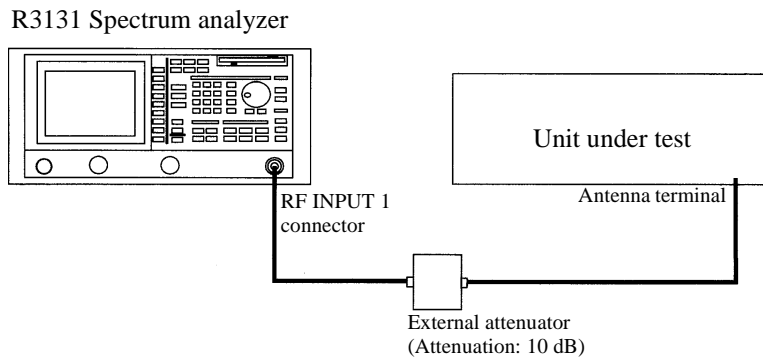 R3131 Spectrum analyzer
Unit under test
RF INPUT 1
connector
Antenna terminal
External attenuator
(Attenuation: 10 dB)